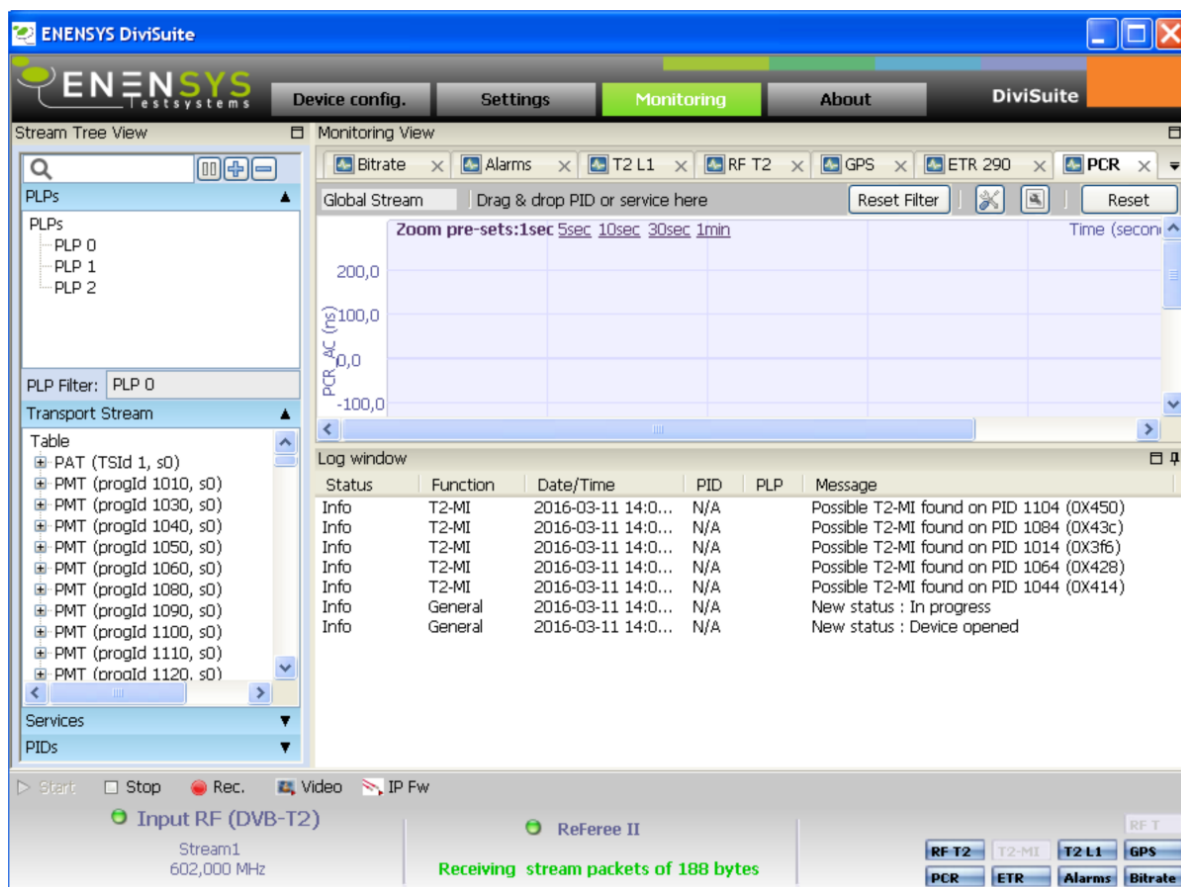 ENENSYS DiviSuite
ENENSYS
Testsystems
Device config.
Settings
Monitoring
About
DiviSuite
Stream Tree View
PLPs
PLPs
PLP 0
PLP 1
PLP 2
PLP Filter: PLP 0
Transport Stream
Table
PAT (TSId 1, s0)
PMT (progId 1010, s0)
PMT (progId 1030, s0)
PMT (progId 1040, s0)
PMT (progId 1050, s0)
PMT (progId 1060, s0)
PMT (progId 1080, s0)
PMT (progId 1090, s0)
PMT (progId 1100, s0)
PMT (progId 1110, s0)
PMT (progId 1120, s0)
Services
PIDs
Monitoring View
Bitrate Alarms T2 L1 RF T2 GPS ETR 290 PCR
Global Stream Drag & drop PID or service here Reset Filter Reset
Zoom pre-sets:1sec 5sec 10sec 30sec 1min Time (secon
200,0
100,0
0,0
-100,0
PCR_AC (ns)
Log window
Status Function Date/Time PID PLP Message
Info T2-MI 2016-03-11 14:0... N/A Possible T2-MI found on PID 1104 (0X450)
Info T2-MI 2016-03-11 14:0... N/A Possible T2-MI found on PID 1084 (0X43c)
Info T2-MI 2016-03-11 14:0... N/A Possible T2-MI found on PID 1014 (0X3f6)
Info T2-MI 2016-03-11 14:0... N/A Possible T2-MI found on PID 1064 (0X428)
Info T2-MI 2016-03-11 14:0... N/A Possible T2-MI found on PID 1044 (0X414)
Info General 2016-03-11 14:0... N/A New status : In progress
Info General 2016-03-11 14:0... N/A New status : Device opened
Start Stop Rec. Video IP Fw
Input RF (DVB-T2)
Stream1
602,000 MHz
ReFeree II
Receiving stream packets of 188 bytes
RF T
RF T2 T2-MI T2 L1 GPS
PCR ETR Alarms Bitrate